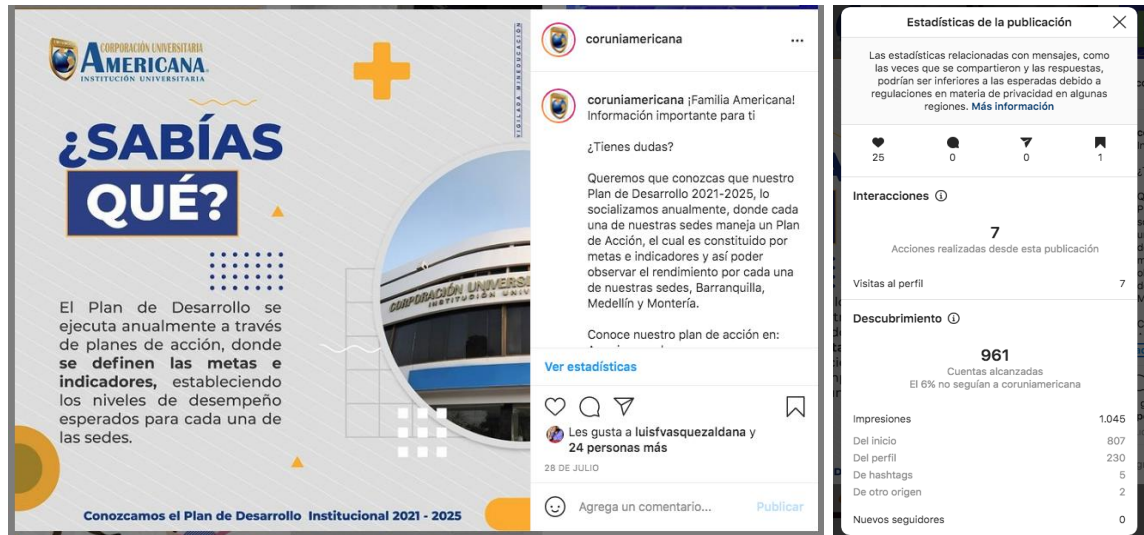 CORPORACIÓN UNIVERSITARIA
AMERICANA
INSTITUCIÓN UNIVERSITARIA
VIGILADA MINEDUCACIÓN
¿SABÍAS
QUÉ?
El Plan de Desarrollo se
ejecuta anualmente a través
de planes de acción, donde
se definen las metas e
indicadores, estableciendo
los niveles de desempeño
esperados para cada una de
las sedes.
CORPORACIÓN UNIVERSI
INSTITUCIÓN UNIV
Conozcamos el Plan de Desarrollo Institucional 2021 - 2025
coruniamericana
coruniamericana ¡Familia Americana!
Información importante para ti
¿Tienes dudas?
Queremos que conozcas que nuestro
Plan de Desarrollo 2021-2025, lo
socializamos anualmente, donde cada
una de nuestras sedes maneja un Plan
de Acción, el cual es constituido por
metas e indicadores y así poder
observar el rendimiento por cada una
de nuestras sedes, Barranquilla,
Medellín y Montería.
Conoce nuestro plan de acción en:
Ver estadísticas
Les gusta a luisfvasquezaldana y
24 personas más
28 DE JULIO
Agrega un comentario...
Publicar
Estadísticas de la publicación
Las estadísticas relacionadas con mensajes, como
las veces que se compartieron y las respuestas,
podrían ser inferiores a las esperadas debido a
regulaciones en materia de privacidad en algunas
regiones. Más información
25 0 0 1
Interacciones
7
Acciones realizadas desde esta publicación
Visitas al perfil 7
Descubrimiento
961
Cuentas alcanzadas
El 6% no seguían a coruniamericana
Impresiones 1.045
Del inicio 807
Del perfil 230
De hashtags 5
De otro origen 2
Nuevos seguidores 0